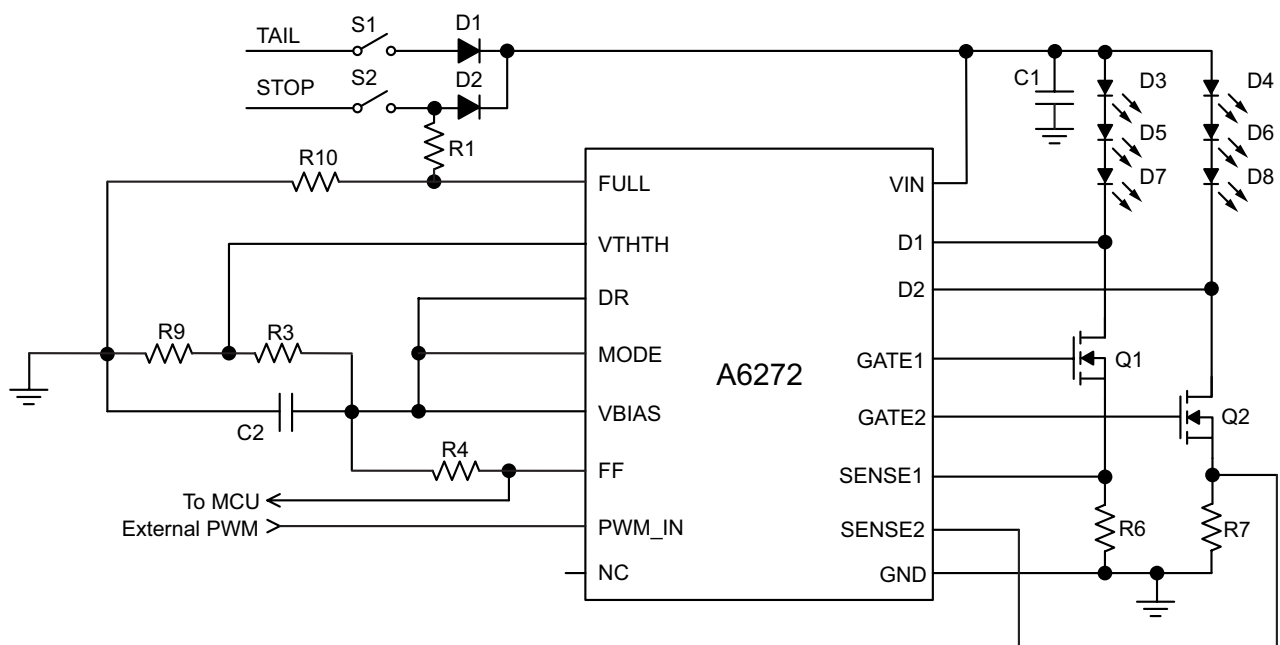 TAIL
S1
D1
STOP
S2
D2
C1
D3
D4
D5
D6
R1
R10
D7
D8
FULL
VIN
VTHTH
D1
DR
D2
R9
R3
MODE
GATE1
Q1
A6272
VBIAS
GATE2
Q2
C2
R4
FF
SENSE1
To MCU
External PWM
PWM_IN
SENSE2
R6
R7
NC
GND